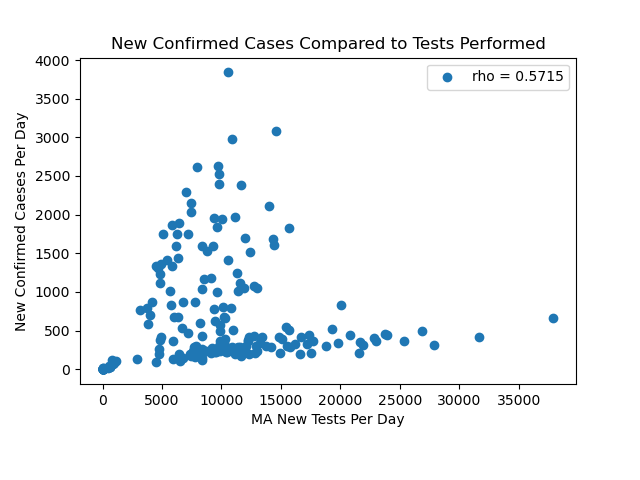 New Confirmed Cases Compared to Tests Performed
rho = 0.5715
New Confirmed Caeses Per Day
4000
3500
3000
2500
2000
1500
1000
500
0
0 5000 10000 15000 20000 25000 30000 35000
MA New Tests Per Day